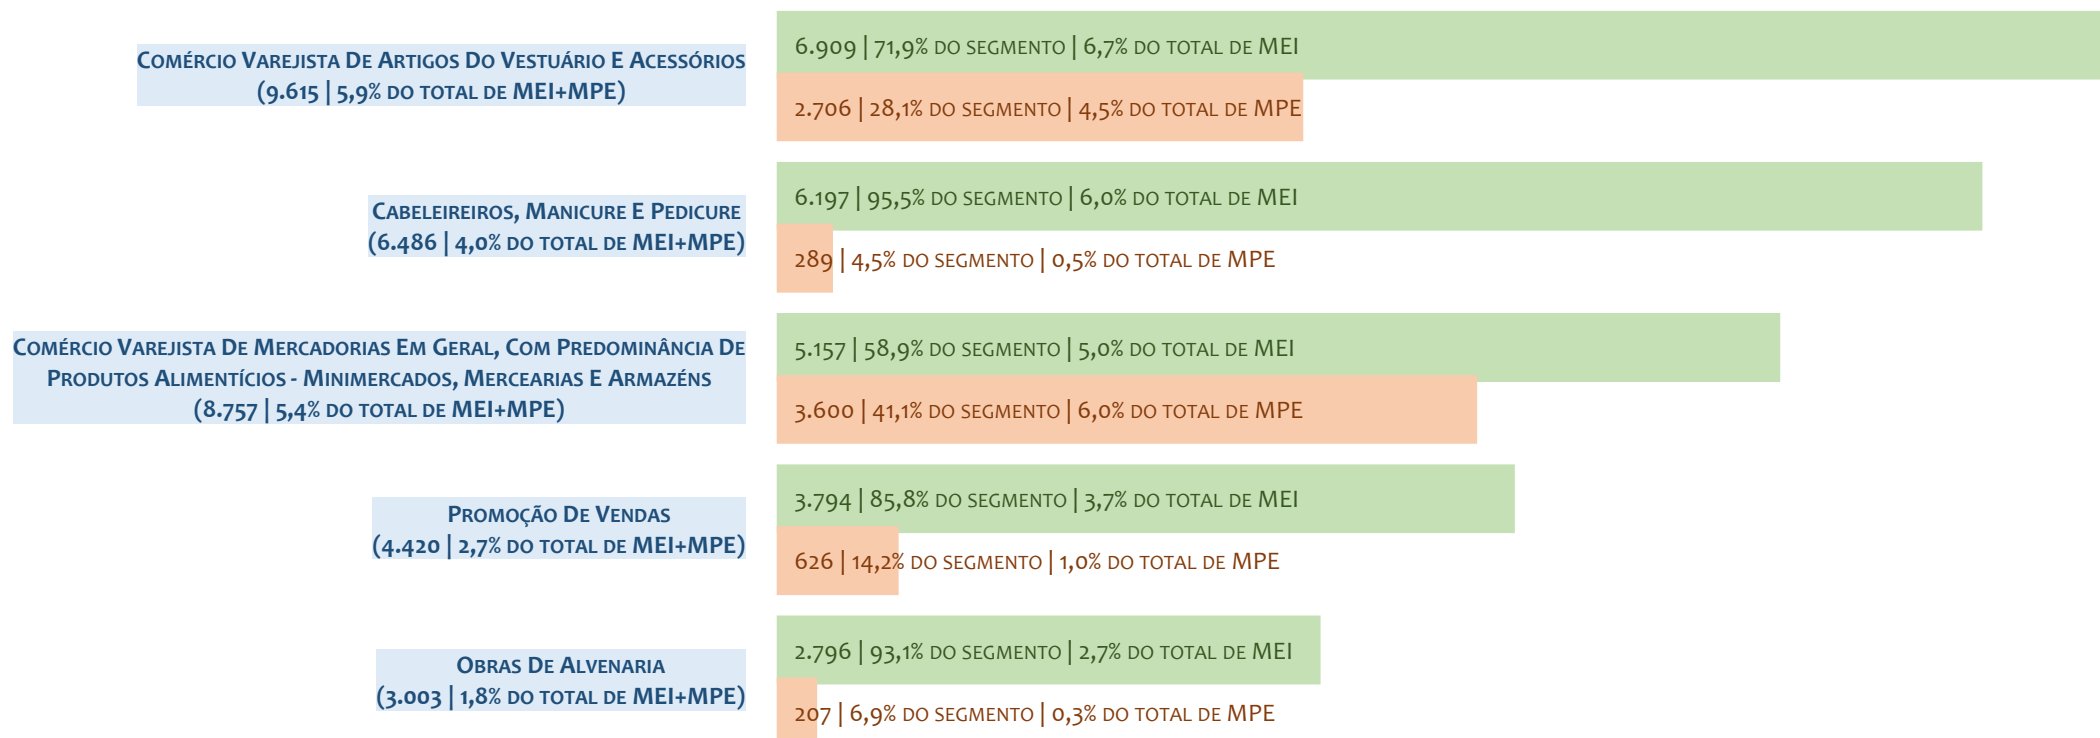 Comércio Varejista De Artigos Do Vestuário E Acessórios
(9.615 | 5,9% do total de MEI+MPE)
6.909 | 71,9% do segmento | 6,7% do total de MEI
2.706 | 28,1% do segmento | 4,5% do total de MPE
Cabeleireiros, Manicure E Pedicure
(6.486 | 4,0% do total de MEI+MPE)
6.197 | 95,5% do segmento | 6,0% do total de MEI
289 | 4,5% do segmento | 0,5% do total de MPE
Comércio Varejista De Mercadorias Em Geral, Com Predominância De
Produtos Alimentícios - Minimercados, Mercearias E Armazéns
(8.757 | 5,4% do total de MEI+MPE)
5.157 | 58,9% do segmento | 5,0% do total de MEI
3.600 | 41,1% do segmento | 6,0% do total de MPE
Promoção De Vendas
(4.420 | 2,7% do total de MEI+MPE)
3.794 | 85,8% do segmento | 3,7% do total de MEI
626 | 14,2% do segmento | 1,0% do total de MPE
Obras De Alvenaria
(3.003 | 1,8% do total de MEI+MPE)
2.796 | 93,1% do segmento | 2,7% do total de MEI
207 | 6,9% do segmento | 0,3% do total de MPE